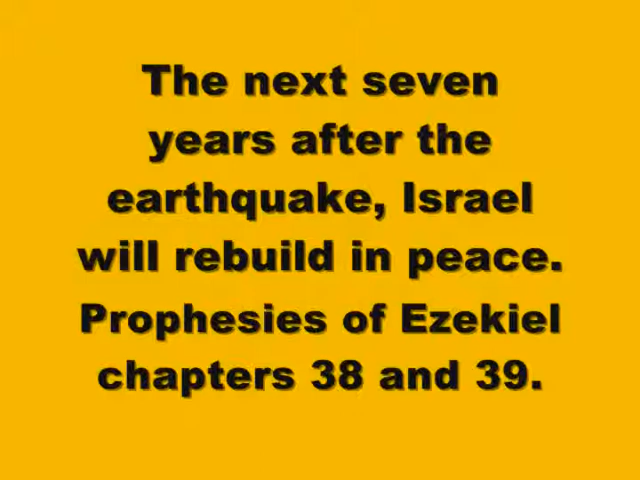 The next seven
years after the
earthquake, Israel
will rebuild in peace.
Prophesies of Ezekiel
chapters 38 and 39.